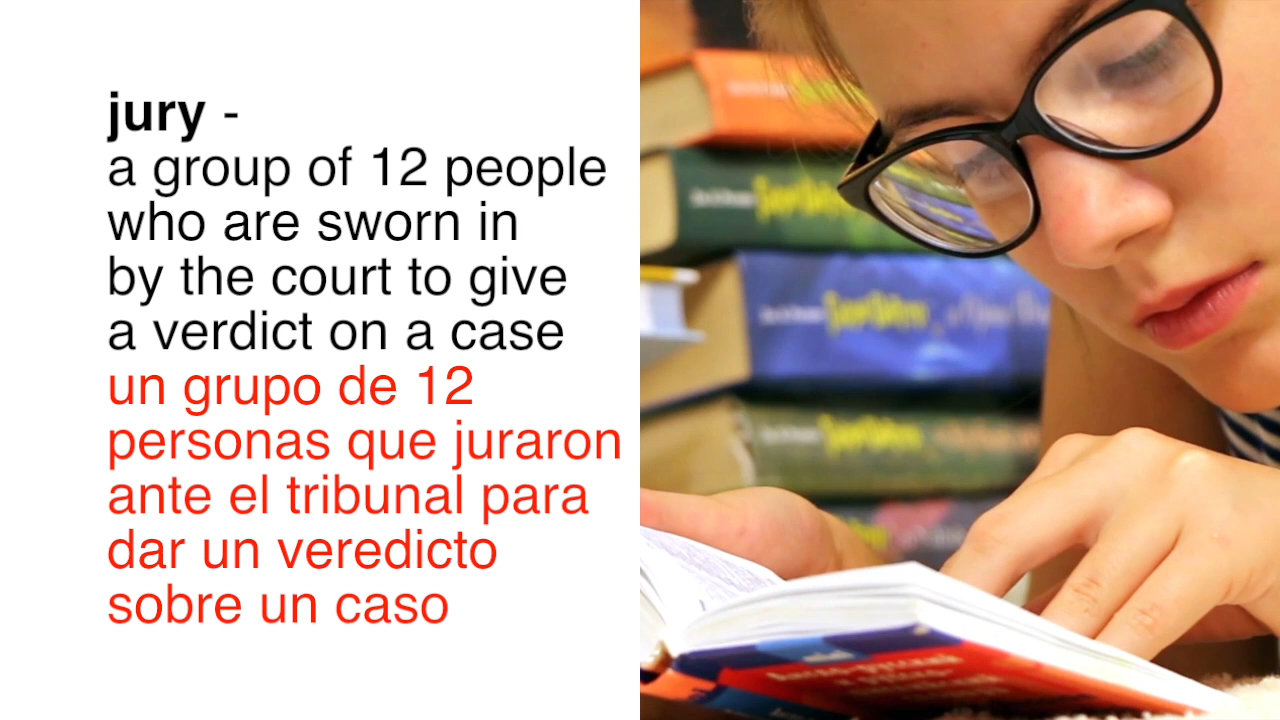 jury -
a group of 12 people
who are sworn in
by the court to give
a verdict on a case
un grupo de 12
personas que juraron
ante el tribunal para
dar un veredicto
sobre un caso